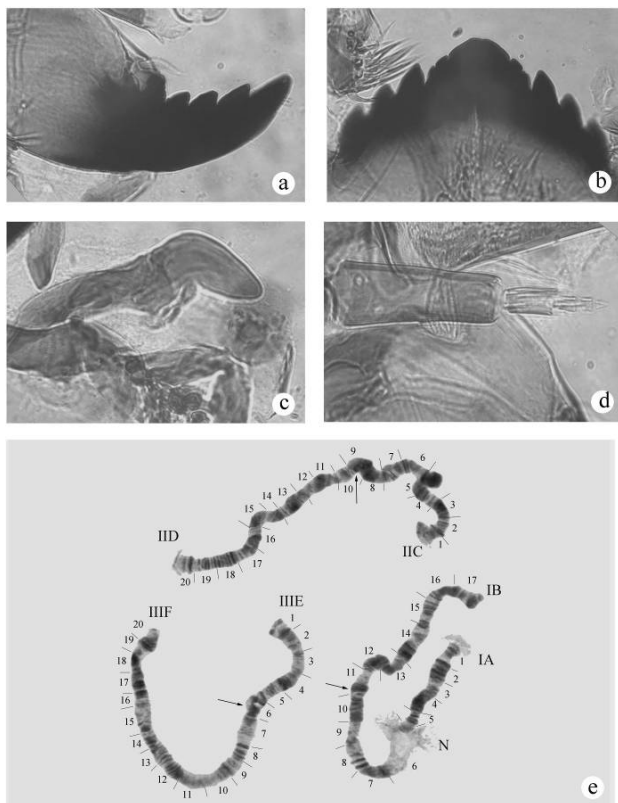 a
b
c
d
9
12 11 7 6
14 13 10 8
15 5
4
3
16 2
IID 17 IIC 1
20 19 18
IB
16 17
IIIF IIIE
20 1 15
19 2 IA
12 14 1
18 3 11 13 2
17 4 3
16 6 5 10 4
15 7 5
9 N
14 8
13 9 8 6
12 11 10 7
e